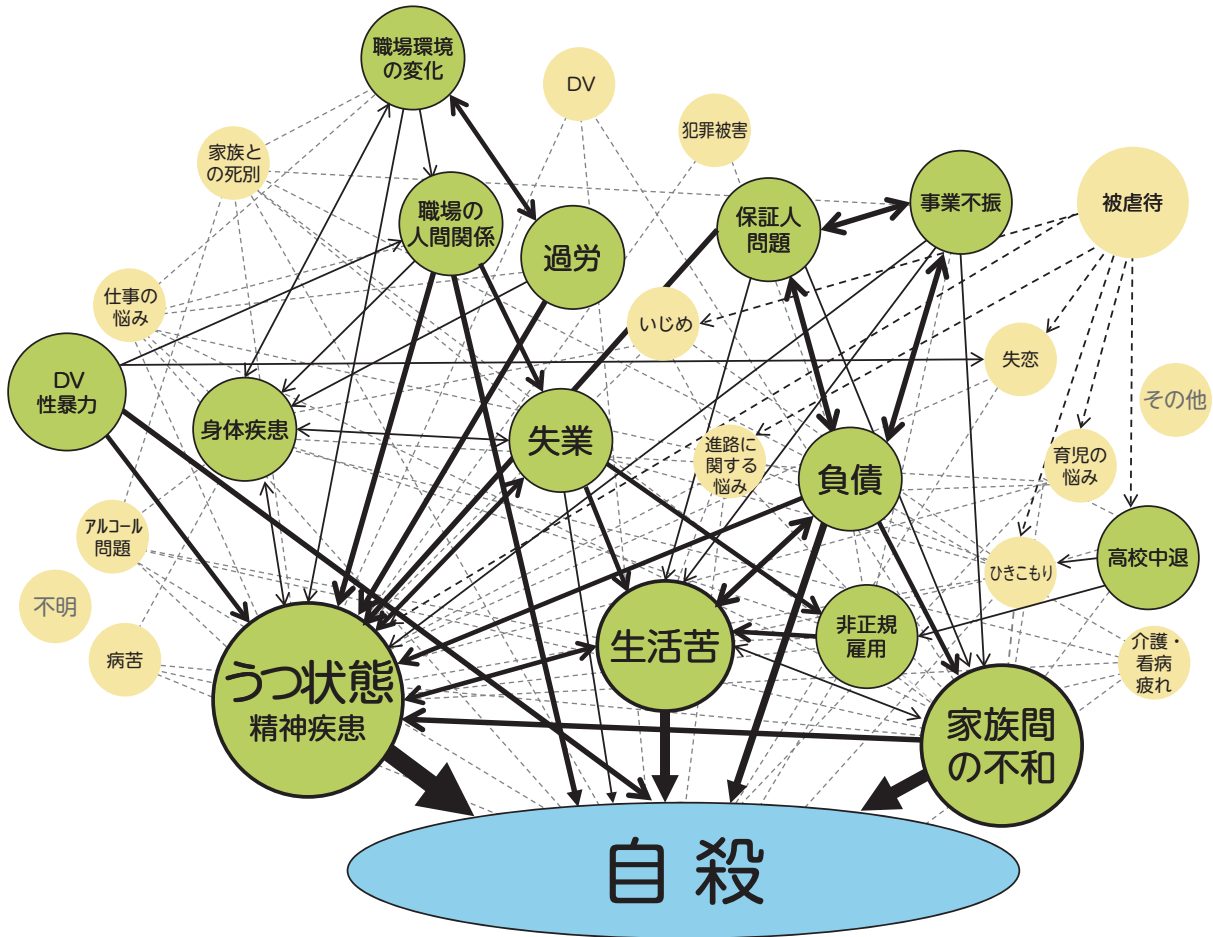 職場環境
の変化
DV
犯罪被害
家族と
の死別
職場の
人間関係
過労
保証人
問題
事業不振
被虐待
仕事の
悩み
いじめ
失恋
DV
性暴力
その他
身体疾患
失業
進路に
関する
悩み
負債
育児の
悩み
アルコール
問題
ひきこもり
高校中退
不明
病苦
うつ状態
精神疾患
生活苦
非正規
雇用
介護・
看病
疲れ
家族間
の不和
自殺